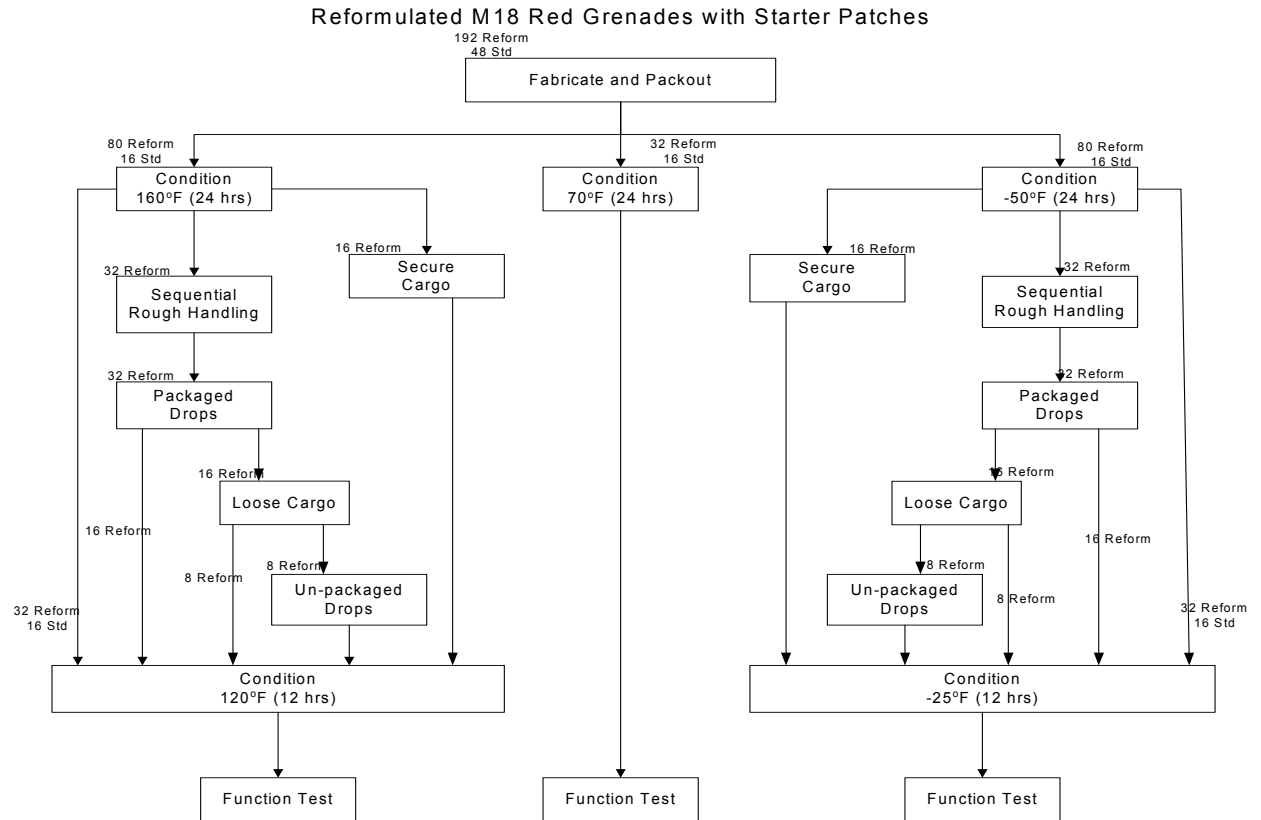 Reformulated M18 Red Grenades with Starter Patches
192 Reform
48 Std
Fabricate and Packout
80 Reform
16 Std
32 Reform
16 Std
80 Reform
16 Std
Condition
160ºF (24 hrs)
Condition
70ºF (24 hrs)
Condition
-50ºF (24 hrs)
16 Reform
Secure
Cargo
16 Reform
Secure
Cargo
32 Reform
Sequential
Rough Handling
32 Reform
Sequential
Rough Handling
32 Reform
Packaged
Drops
32 Reform
Packaged
Drops
16 Reform
Loose Cargo
16 Reform
Loose Cargo
16 Reform
16 Reform
8 Reform
8 Reform
Un-packaged
Drops
8 Reform
Un-packaged
Drops
8 Reform
32 Reform
16 Std
32 Reform
16 Std
Condition
120ºF (12 hrs)
Condition
-25ºF (12 hrs)
Function Test
Function Test
Function Test